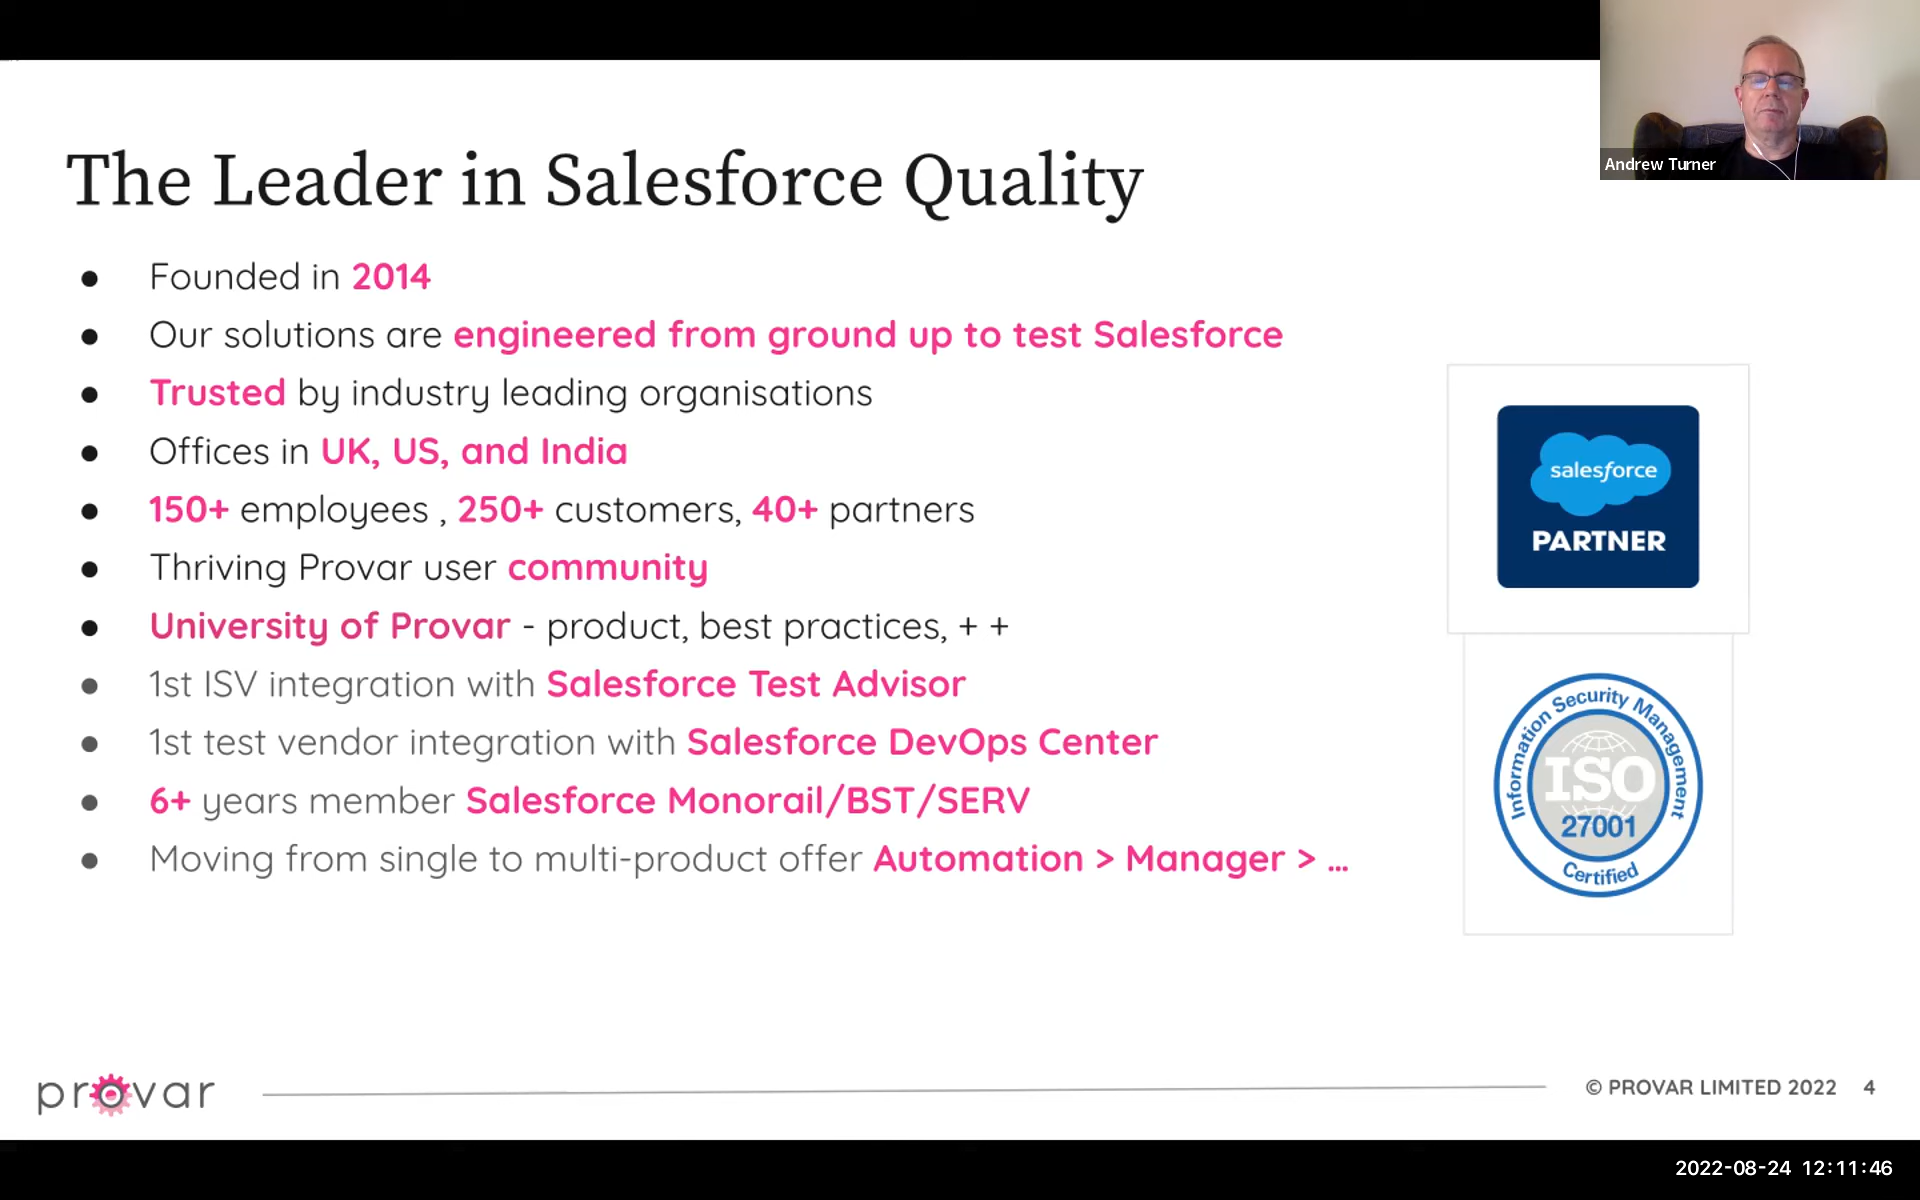 Andrew Turner
The Leader in Salesforce Quality
● Founded in 2014
● Our solutions are engineered from ground up to test Salesforce
● Trusted by industry leading organisations
● Offices in UK, US, and India
● 150+ employees , 250+ customers, 40+ partners
● Thriving Provar user community
● University of Provar - product, best practices, + +
● 1st ISV integration with Salesforce Test Advisor
● 1st test vendor integration with Salesforce DevOps Center
● 6+ years member Salesforce Monorail/BST/SERV
● Moving from single to multi-product offer Automation > Manager > ...
salesforce
PARTNER
Information Security Management
ISO
27001
Certified
provar
© PROVAR LIMITED 2022 4
2022-08-24 12:11:46